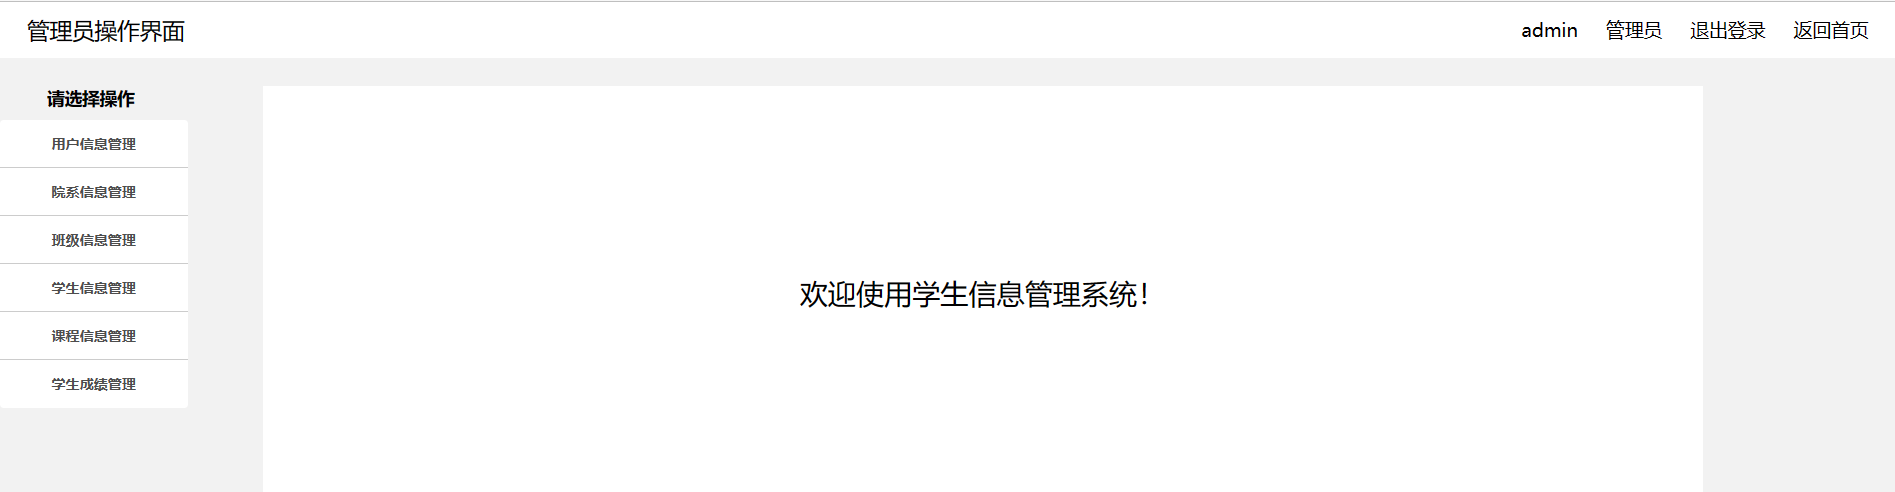 管理员操作界面
admin 管理员 退出登录 返回首页
请选择操作
用户信息管理
院系信息管理
班级信息管理
学生信息管理
课程信息管理
学生成绩管理
欢迎使用学生信息管理系统！